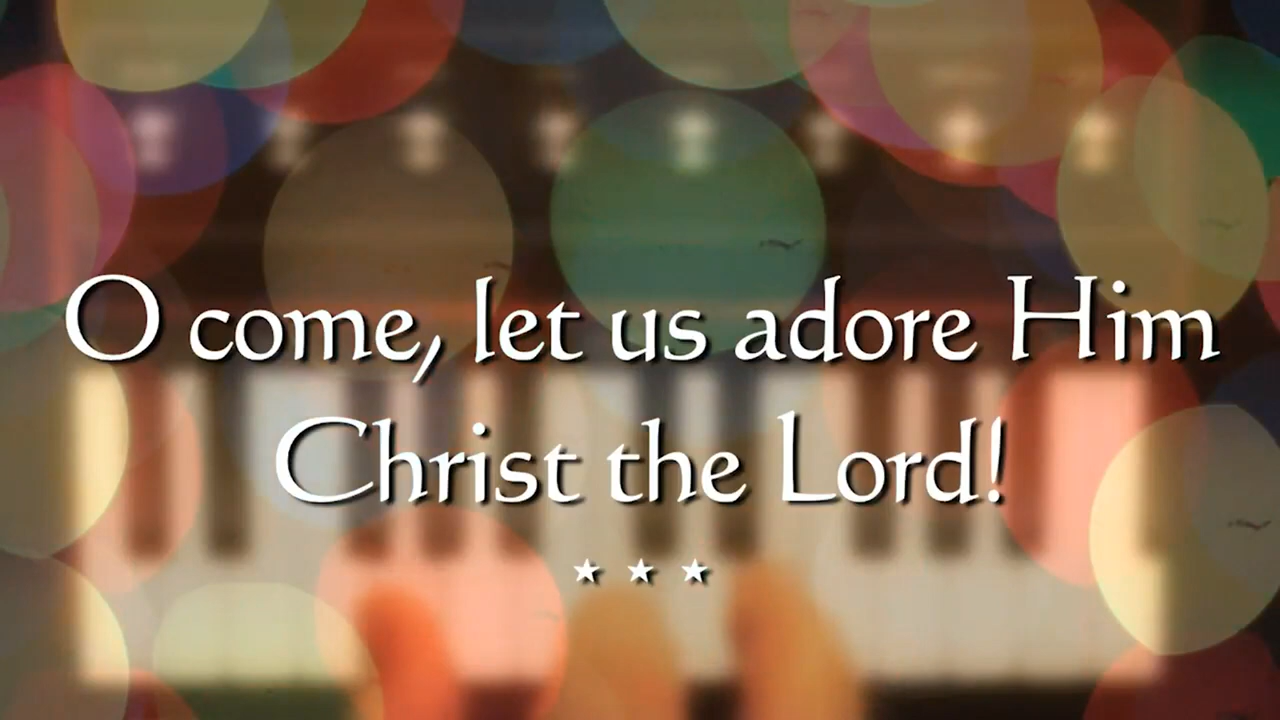 O come, let us adore Him
Christ the Lord!
★ ★ ★